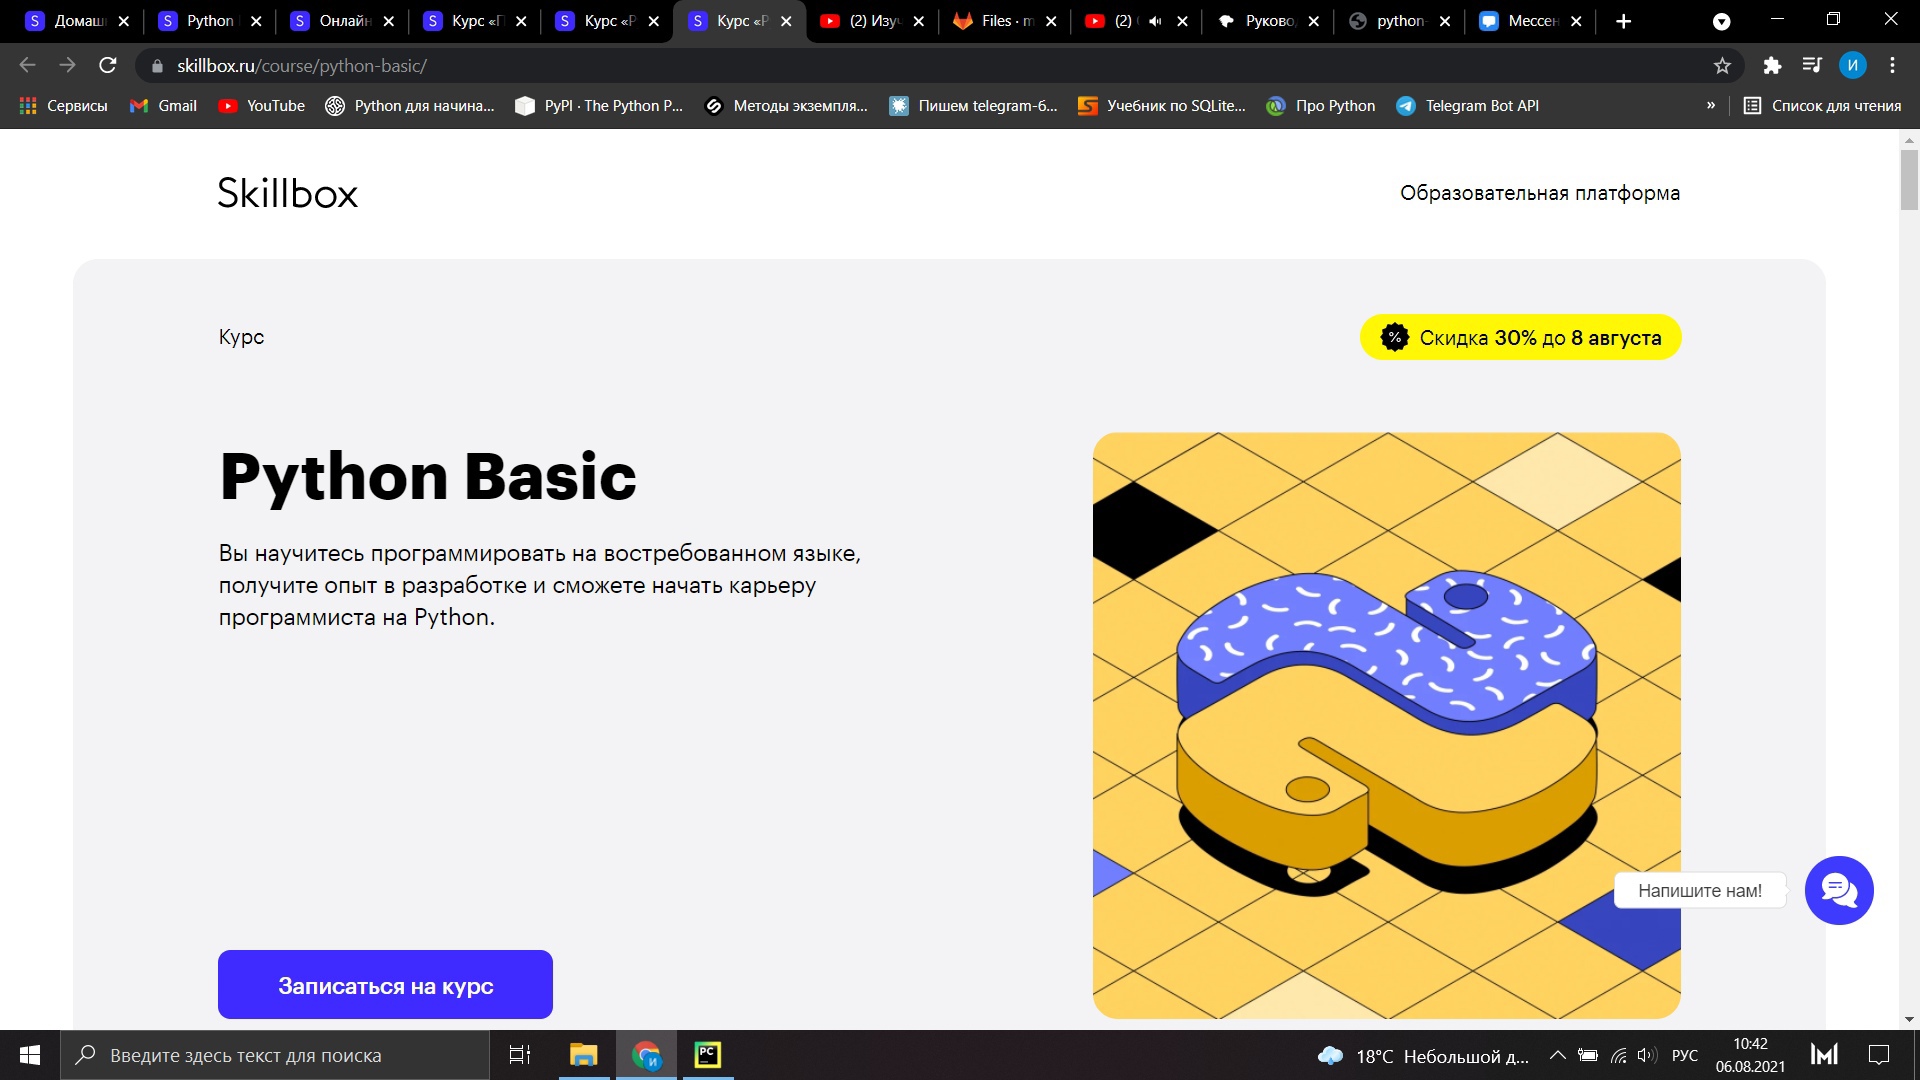 Домаш
Python
Онлайн
Курс «П
Курс «P
Курс «P
(2) Изу
Files · m
(2)
Руково
python-
Мессен
skillbox.ru/course/python-basic/
И
Сервисы
Gmail
YouTube
Python для начина...
PyPI · The Python P...
Методы экземпля...
Пишем telegram-б...
Учебник по SQLite...
Про Python
Telegram Bot API
»
Список для чтения
Skillbox
Образовательная платформа
Курс
% Скидка 30% до 8 августа
Python Basic
Вы научитесь программировать на востребованном языке,
получите опыт в разработке и сможете начать карьеру
программиста на Python.
Напишите нам!
Записаться на курс
Введите здесь текст для поиска
PC
18°C Небольшой д...
РУС
10:42
06.08.2021